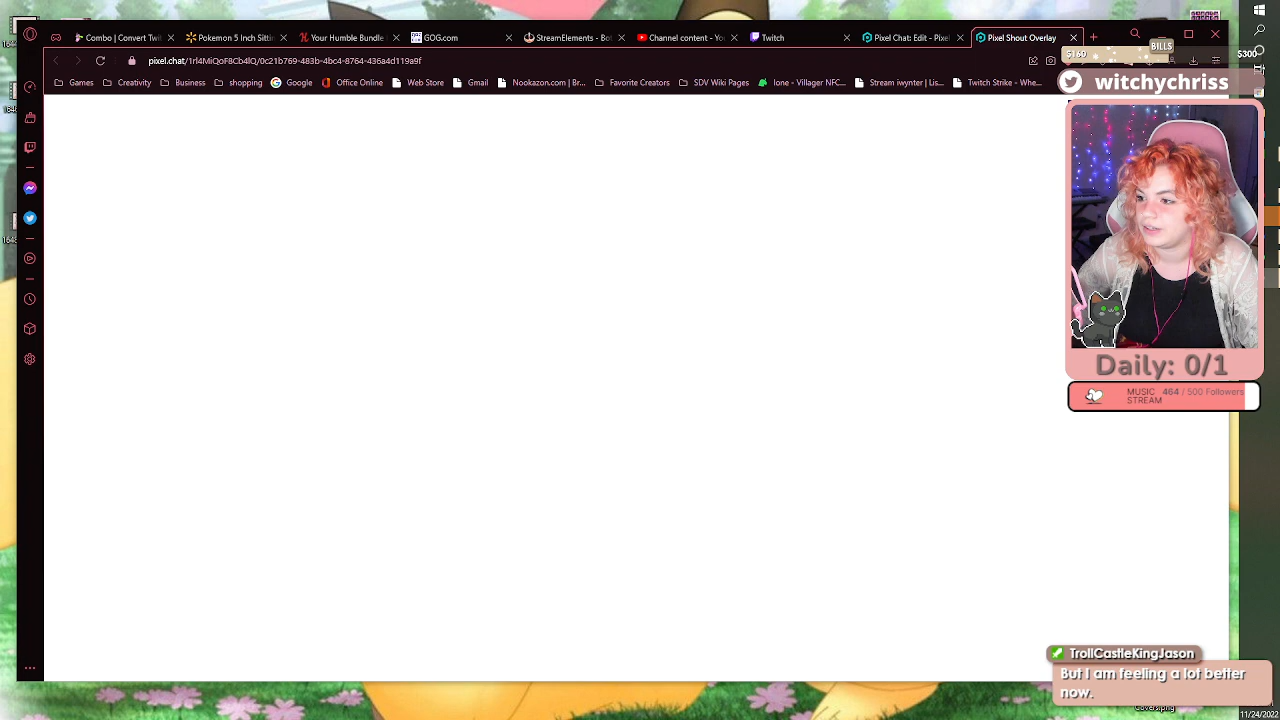 Combo | Convert Twi
Pokemon 5 Inch Sittin
Your Humble Bundle
GOG.com
StreamElements - Bot
Channel content - Yo
Twitch
Pixel Chat: Edit - Pixel
Pixel Shout Overlay
pixel.chat/1rl4MiQoF8Cb4lQ/0c21b769-483b-4bc4-8764-1f56a4d119a9f
$160
BILLS
$300
Games
Creativity
Business
shopping
Google
Office Online
Web Store
M
Gmail
Nookazon.com | Br...
Favorite Creators
SDV Wiki Pages
Ione - Villager NFC...
Stream iwynter | Lis...
Twitch Strike - Whe...
witchychriss
Daily: 0/1
MUSIC 464 / 500 Followers
STREAM
TrollCastleKingJason
But I am feeling a lot better
now.
11/24/2022